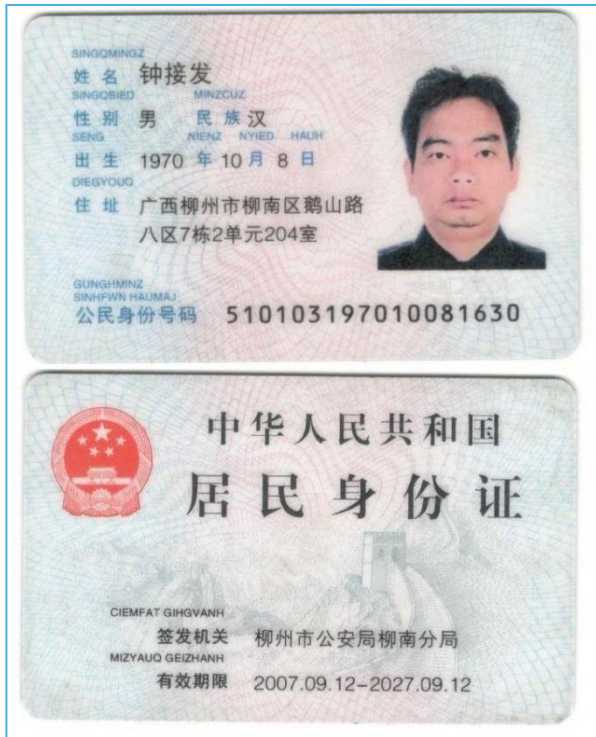 SINGQMINGZ
姓名 钟接发
SINGQBIED MINZCUZ
性别 男 民族 汉
SENG NIENZ NYIED HAUH
出生 1970 年 10 月 8 日
DIEGYOUQ
住址 广西柳州市柳南区鹅山路
八区7栋2单元204室
GUNGHMINZ
SINHFWN HAUMAJ
公民身份号码 510103197010081630
中华人民共和国
居民身份证
CIEMFAT GIHGVANH
签发机关 柳州市公安局柳南分局
MIZYAUQ GEIZHANH
有效期限 2007.09.12-2027.09.12